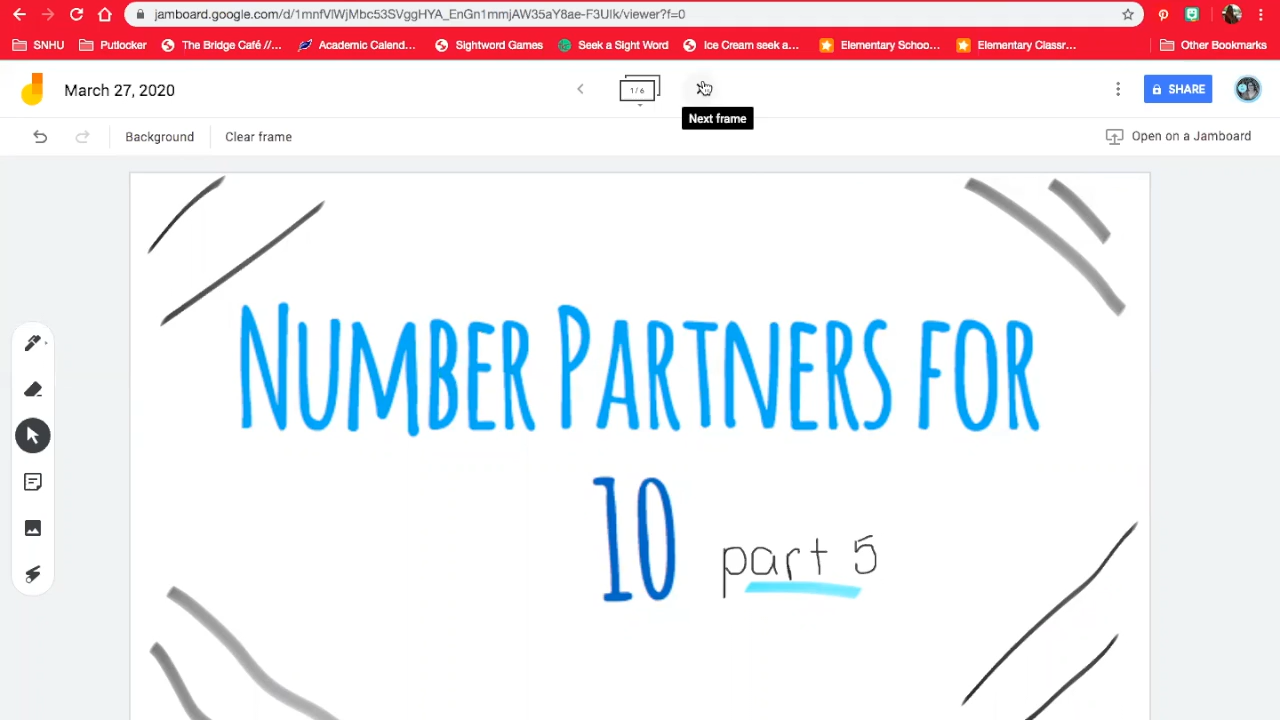 jamboard.google.com/d/1mnfVlWjMbc53SVggHYA_EnGn1mmjAW35aY8ae-F3UIk/viewer?f=0
SNHU Putlocker The Bridge Café //... Academic Calend... Sightword Games Seek a Sight Word Ice Cream seek a... Elementary Schoo... Elementary Classr... Other Bookmarks
March 27, 2020 1/6 SHARE
Next frame
Background Clear frame Open on a Jamboard
NUMBER PARTNERS FOR
10 part 5